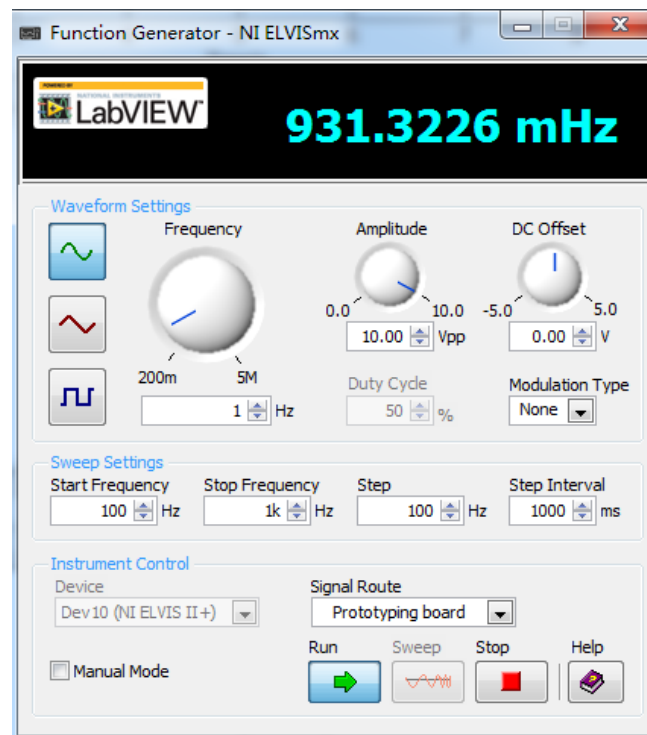 Function Generator - NI ELVISmx
POWERED BY
NATIONAL INSTRUMENTS
LabVIEW™
931.3226 mHz
Waveform Settings
Frequency Amplitude DC Offset
0.0 10.0 -5.0 5.0
10.00 Vpp 0.00 V
200m 5M Duty Cycle Modulation Type
1 Hz 50 % None
Sweep Settings
Start Frequency Stop Frequency Step Step Interval
100 Hz 1k Hz 100 Hz 1000 ms
Instrument Control
Device Signal Route
Dev10 (NI ELVIS II+) Prototyping board
Run Sweep Stop Help
Manual Mode